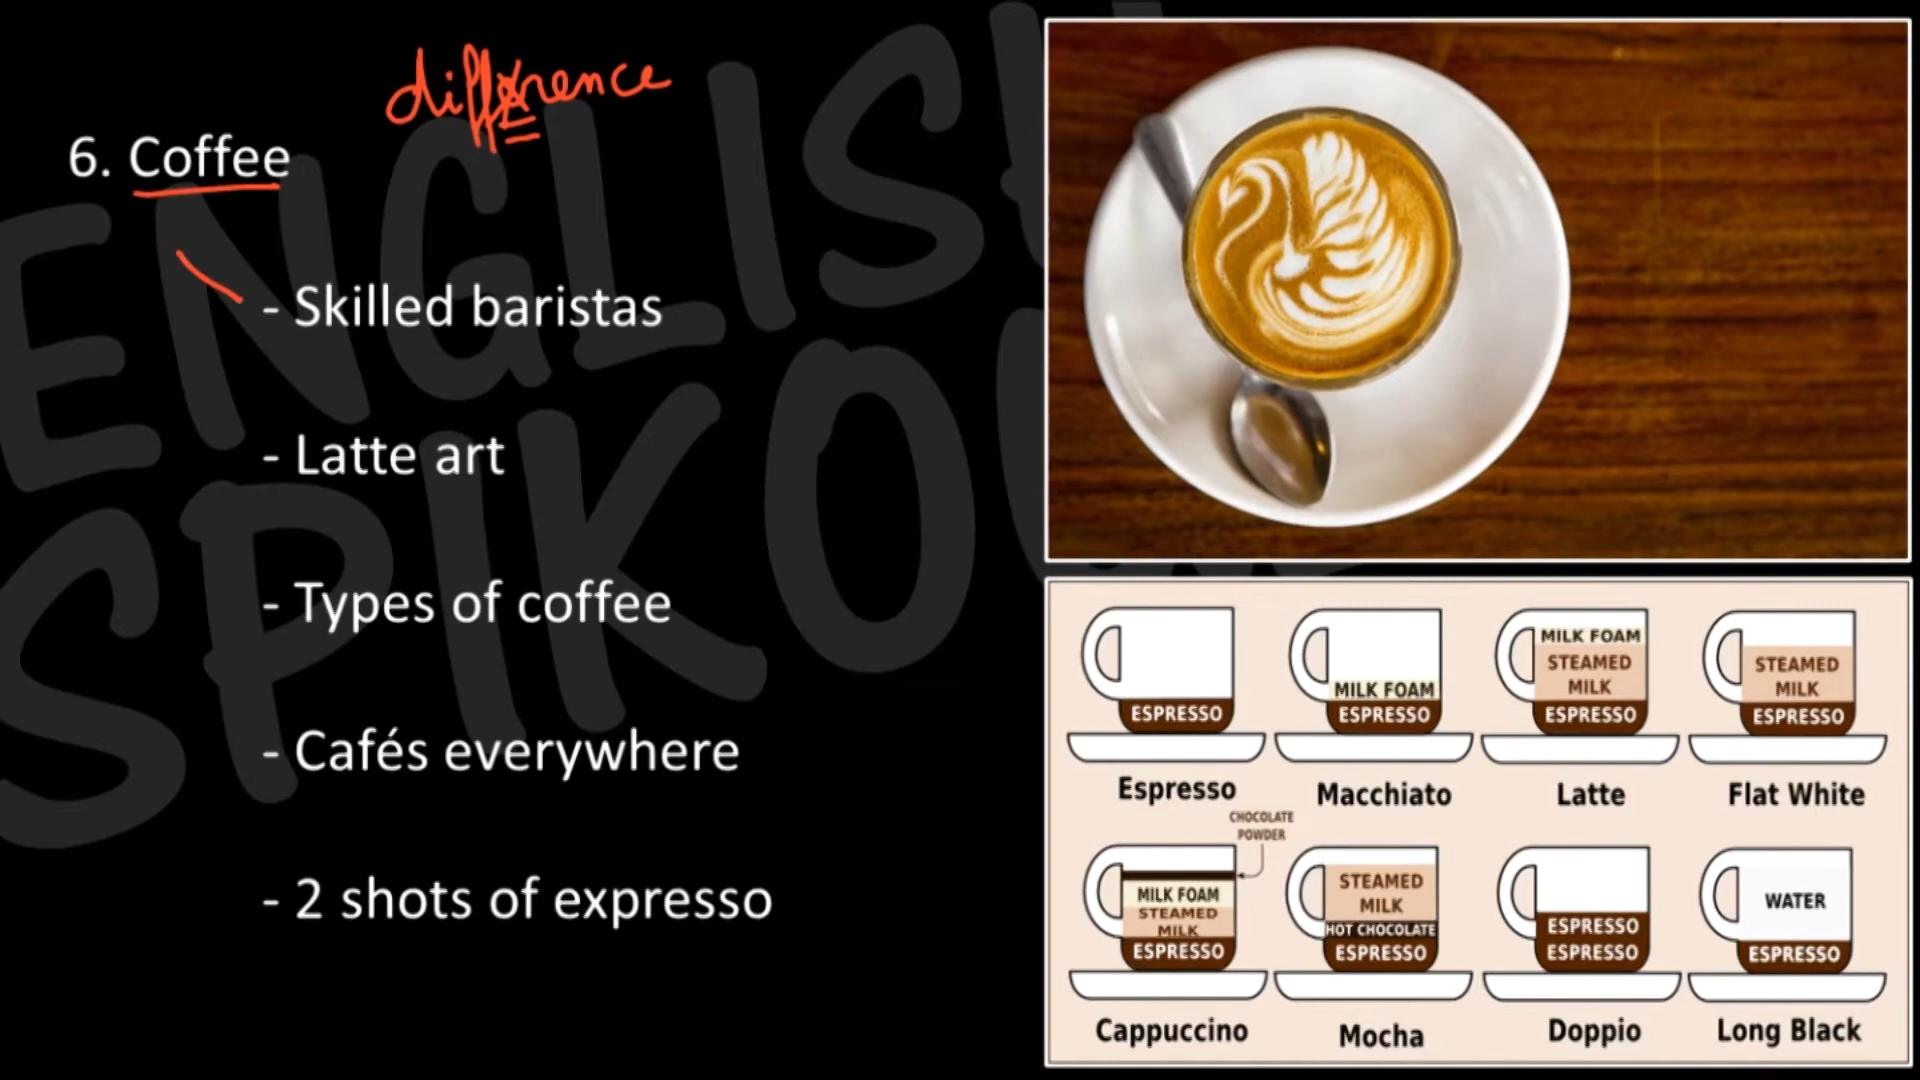 difference
6. Coffee
- Skilled baristas
- Latte art
- Types of coffee
- Cafés everywhere
- 2 shots of expresso
ENGLISH
SPIKO
ESPRESSO
Espresso
MILK FOAM
ESPRESSO
Macchiato
MILK FOAM
STEAMED
MILK
ESPRESSO
Latte
STEAMED
MILK
ESPRESSO
Flat White
CHOCOLATE
POWDER
MILK FOAM
STEAMED
MILK
ESPRESSO
Cappuccino
STEAMED
MILK
HOT CHOCOLATE
ESPRESSO
Mocha
ESPRESSO
ESPRESSO
Doppio
WATER
ESPRESSO
Long Black